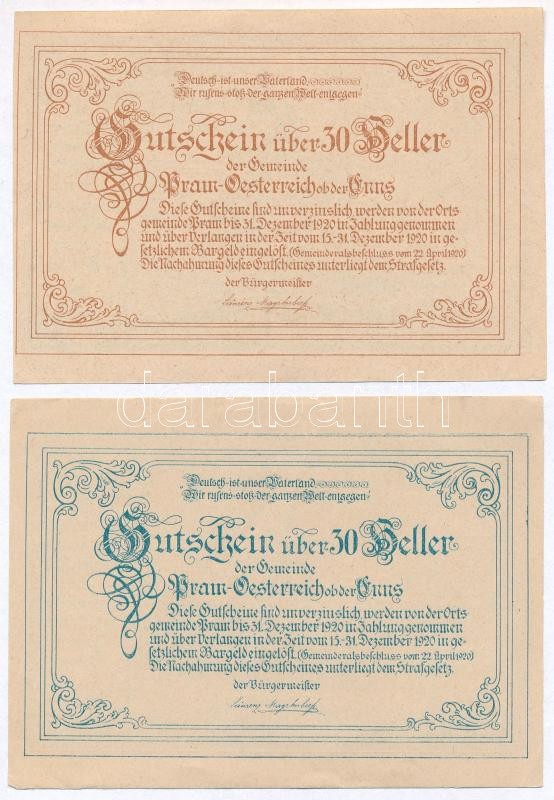 Deutsch-ist-unser-Vaterland
Wir rufens-stolz-der-ganzen Welt-entgegen-
Gutschein über 30 Heller
der Gemeinde
Pram-Oesterreich ob der Enns
Diese Gutscheine sind unverzinslich, werden von der Orts
gemeinde Pram bis 31. Dezember 1920 in Zahlung genommen
und über Verlangen in der Zeit vom 15.-31. Dezember 1920 in ge-
setzlichem Bargeld eingelöst. (Gemeinderatsbeschluss vom 22. April 1920)
Die Nachahmung dieses Gutscheines unterliegt dem Strafgesetz.
der Bürgermeister
darabanth
Deutsch-ist-unser-Vaterland
Wir rufens-stolz-der-ganzen Welt-entgegen-
Gutschein über 30 Heller
der Gemeinde
Pram-Oesterreich ob der Enns
Diese Gutscheine sind unverzinslich, werden von der Orts
gemeinde Pram bis 31. Dezember 1920 in Zahlung genommen
und über Verlangen in der Zeit vom 15.-31. Dezember 1920 in ge-
setzlichem Bargeld eingelöst. (Gemeinderatsbeschluss vom 22. April 1920)
Die Nachahmung dieses Gutscheines unterliegt dem Strafgesetz.
der Bürgermeister